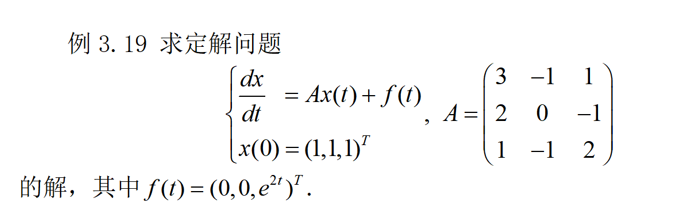 例 3.19 求定解问题
{ dx/dt = Ax(t) + f(t), x(0) = (1,1,1)^T , A = ( 3 −1 1 ; 2 0 −1 ; 1 −1 2 )
的解，其中 f(t) = (0,0,e^{2t})^T .